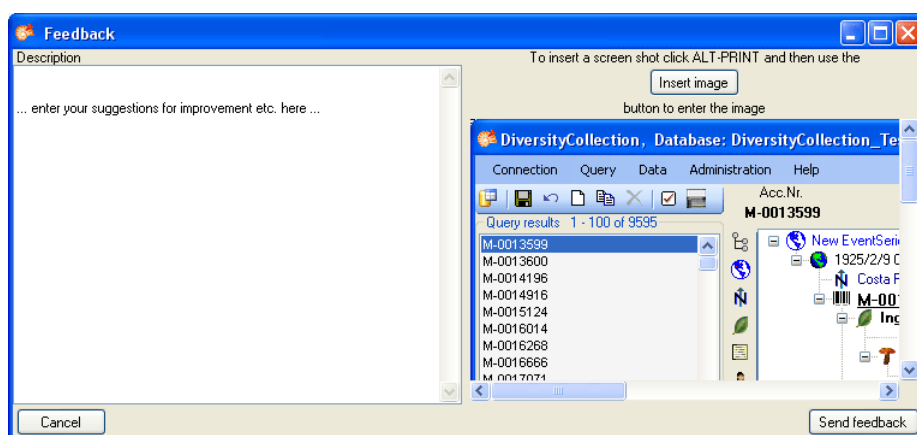 Feedback
Description
... enter your suggestions for improvement etc. here ...
To insert a screen shot click ALT-PRINT and then use the
Insert image
button to enter the image
DiversityCollection, Database: DiversityCollection_Tes
Connection Query Data Administration Help
Acc.Nr.
M-0013599
Query results 1 - 100 of 9595
M-0013599
M-0013600
M-0014196
M-0014916
M-0015124
M-0016014
M-0016268
M-0016666
M-0017071
New EventSeri
1925/2/9
Costa
M-00
Ing
Cancel
Send feedback